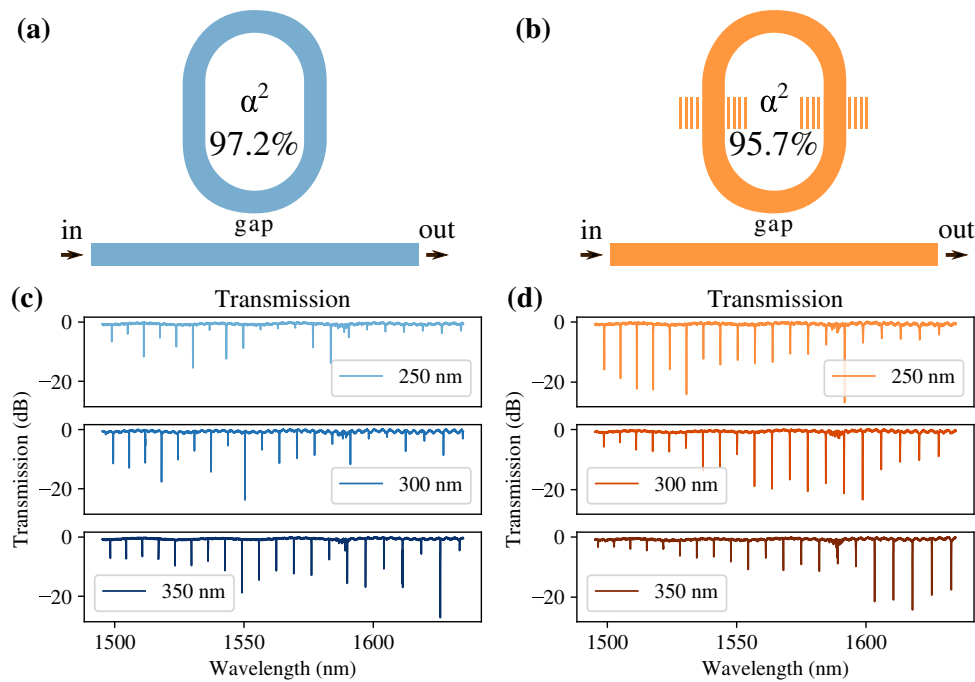 (a)
α²
97.2%
gap
in
out
(b)
α²
95.7%
gap
in
out
(c)
Transmission
0
−20
250 nm
0
−20
300 nm
0
−20
350 nm
1500
1550
1600
Transmission (dB)
Wavelength (nm)
(d)
Transmission
0
−20
250 nm
0
−20
300 nm
0
−20
350 nm
1500
1550
1600
Transmission (dB)
Wavelength (nm)